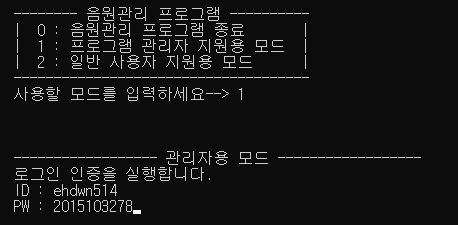 -------- 음원관리 프로그램 ----------
| 0 : 음원관리 프로그램 종료 |
| 1 : 프로그램 관리자 지원용 모드 |
| 2 : 일반 사용자 지원용 모드 |
-------------------------------------
사용할 모드를 입력하세요--> 1
------------------ 관리자용 모드 ------------------
로그인 인증을 실행합니다.
ID : ehdwn514
PW : 2015103278